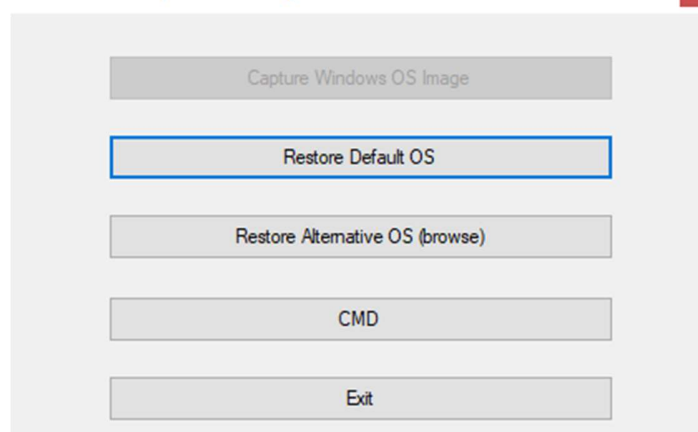 Capture Windows OS Image
Restore Default OS
Restore Alternative OS (browse)
CMD
Exit